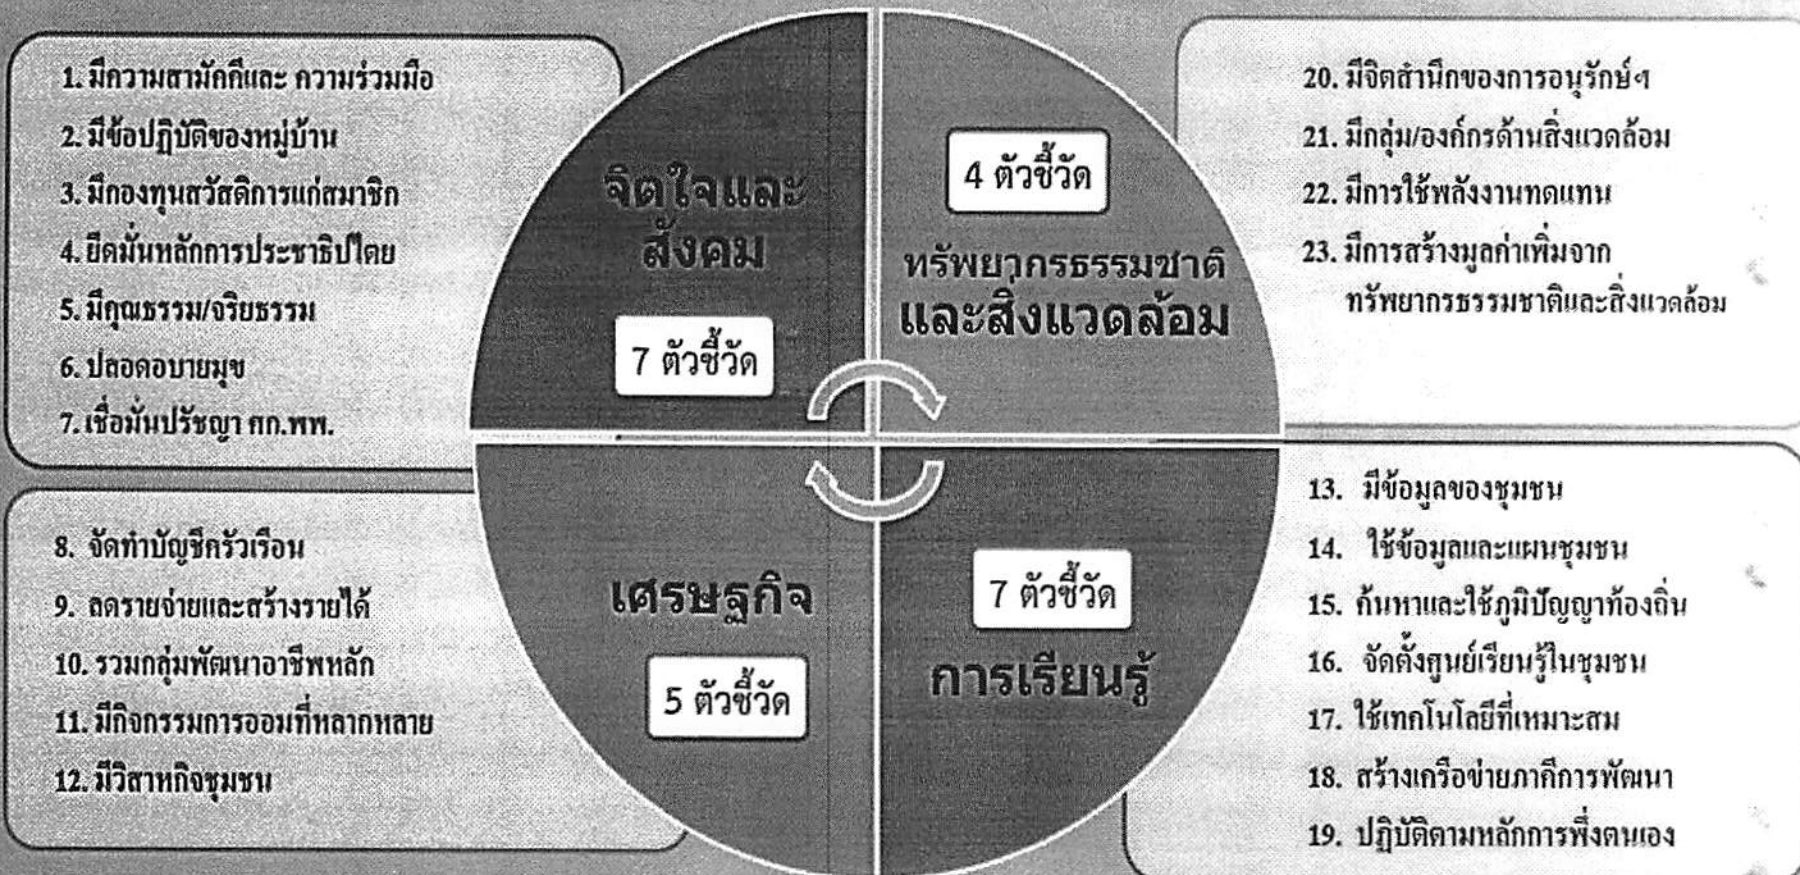 1. มีความสามัคคีและ ความร่วมมือ
2. มีข้อปฏิบัติของหมู่บ้าน
3. มีกองทุนสวัสดิการแก่สมาชิก
4. ยึดมั่นหลักการประชาธิปไตย
5. มีคุณธรรม/จริยธรรม
6. ปลอดอบายมุข
7. เชื่อมั่นปรัชญา ศก.พพ.
จิตใจและ
สังคม
7 ตัวชี้วัด
4 ตัวชี้วัด
ทรัพยากรธรรมชาติ
และสิ่งแวดล้อม
20. มีจิตสำนึกของการอนุรักษ์ฯ
21. มีกลุ่ม/องค์กรด้านสิ่งแวดล้อม
22. มีการใช้พลังงานทดแทน
23. มีการสร้างมูลค่าเพิ่มจาก
ทรัพยากรธรรมชาติและสิ่งแวดล้อม
8. จัดทำบัญชีครัวเรือน
9. ลดรายจ่ายและสร้างรายได้
10. รวมกลุ่มพัฒนาอาชีพหลัก
11. มีกิจกรรมการออมที่หลากหลาย
12. มีวิสาหกิจชุมชน
เศรษฐกิจ
5 ตัวชี้วัด
7 ตัวชี้วัด
การเรียนรู้
13. มีข้อมูลของชุมชน
14. ใช้ข้อมูลและแผนชุมชน
15. ค้นหาและใช้ภูมิปัญญาท้องถิ่น
16. จัดตั้งศูนย์เรียนรู้ในชุมชน
17. ใช้เทคโนโลยีที่เหมาะสม
18. สร้างเครือข่ายภาคีการพัฒนา
19. ปฏิบัติตามหลักการพึ่งตนเอง